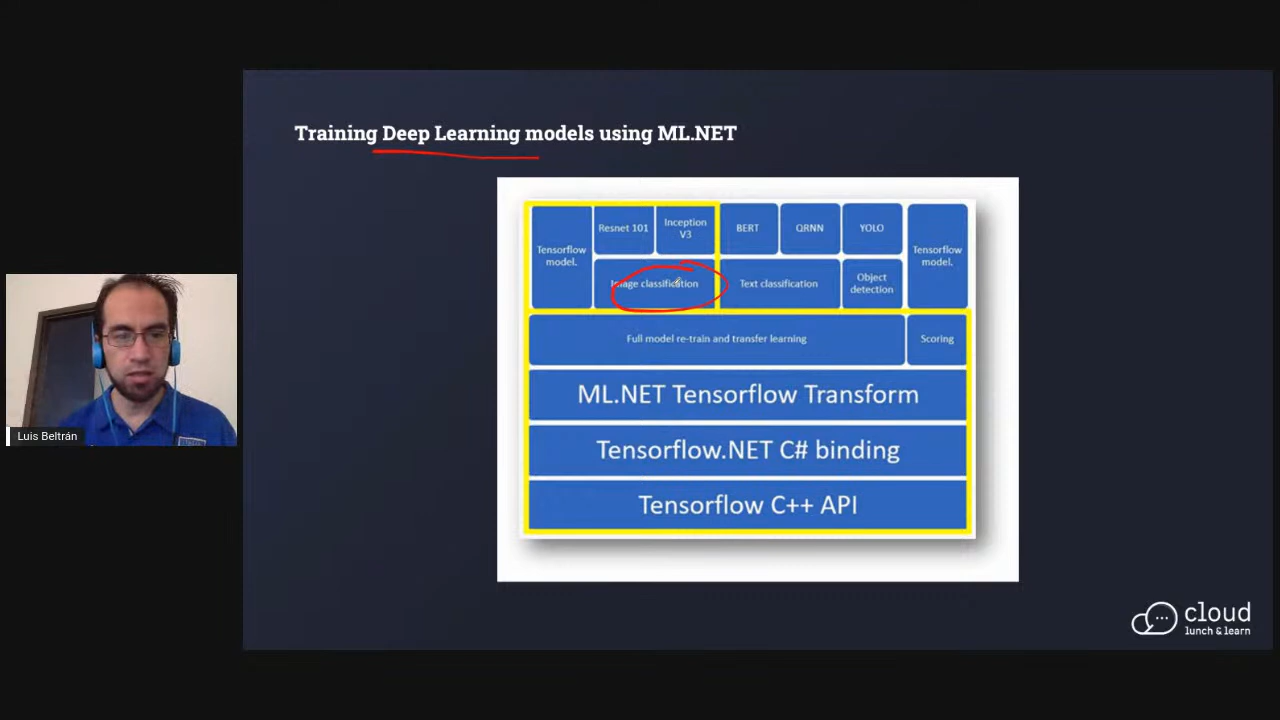 Training Deep Learning models using ML.NET
Tensorflow
model.
Resnet 101
Inception
V3
BERT
QRNN
YOLO
Tensorflow
model.
Image classification
Text classification
Object
detection
Full model re-train and transfer learning
Scoring
ML.NET Tensorflow Transform
Tensorflow.NET C# binding
Tensorflow C++ API
Luis Beltrán
cloud
lunch & learn